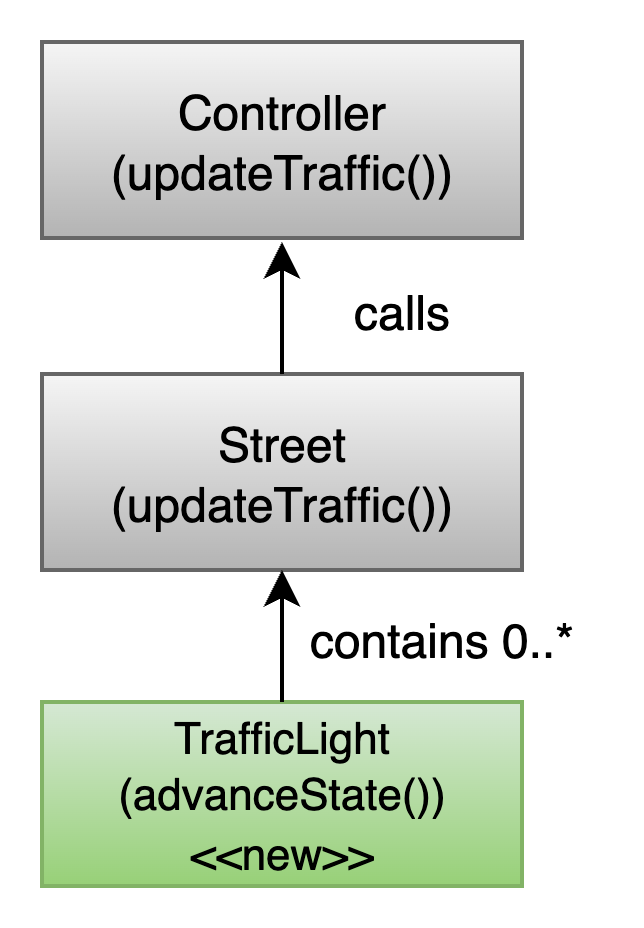 Controller
(updateTraffic())
calls
Street
(updateTraffic())
contains 0..*
TrafficLight
(advanceState())
<<new>>